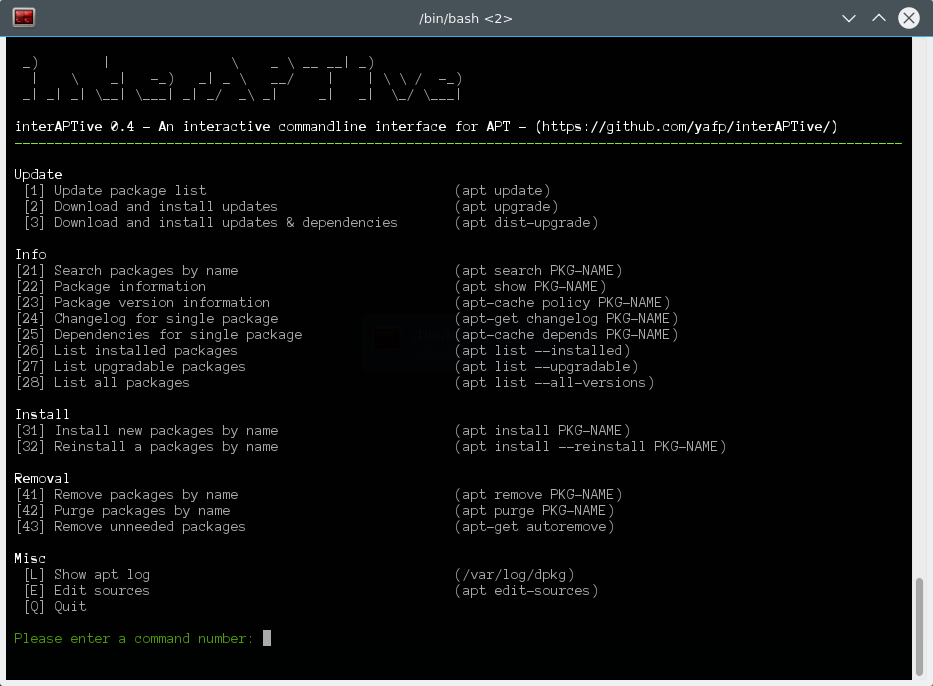 /bin/bash <2>
interAPTive
interAPTive 0.4 - An interactive commandline interface for APT - (https://github.com/yafp/interAPTive/)
Update
[1] Update package list (apt update)
[2] Download and install updates (apt upgrade)
[3] Download and install updates & dependencies (apt dist-upgrade)
Info
[21] Search packages by name (apt search PKG-NAME)
[22] Package information (apt show PKG-NAME)
[23] Package version information (apt-cache policy PKG-NAME)
[24] Changelog for single package (apt-get changelog PKG-NAME)
[25] Dependencies for single package (apt-cache depends PKG-NAME)
[26] List installed packages (apt list --installed)
[27] List upgradable packages (apt list --upgradable)
[28] List all packages (apt list --all-versions)
Install
[31] Install new packages by name (apt install PKG-NAME)
[32] Reinstall a packages by name (apt install --reinstall PKG-NAME)
Removal
[41] Remove packages by name (apt remove PKG-NAME)
[42] Purge packages by name (apt purge PKG-NAME)
[43] Remove unneeded packages (apt-get autoremove)
Misc
[L] Show apt log (/var/log/dpkg)
[E] Edit sources (apt edit-sources)
[Q] Quit
Please enter a command number: